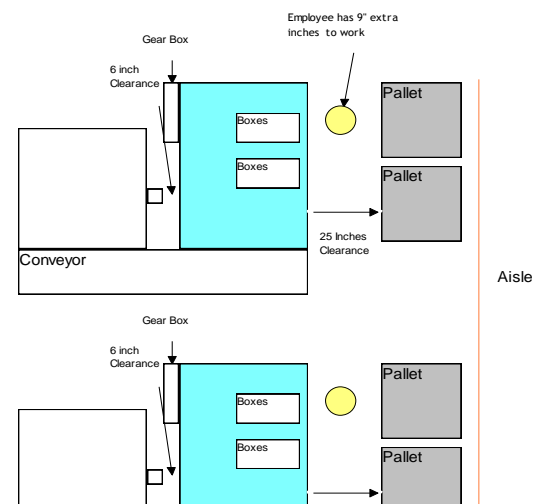 Employee has 9" extra
inches to work
Gear Box
6 inch
Clearance
Pallet
Boxes
Boxes
Pallet
25 Inches
Clearance
Conveyor
Aisle
Gear Box
6 inch
Clearance
Pallet
Boxes
Boxes
Pallet